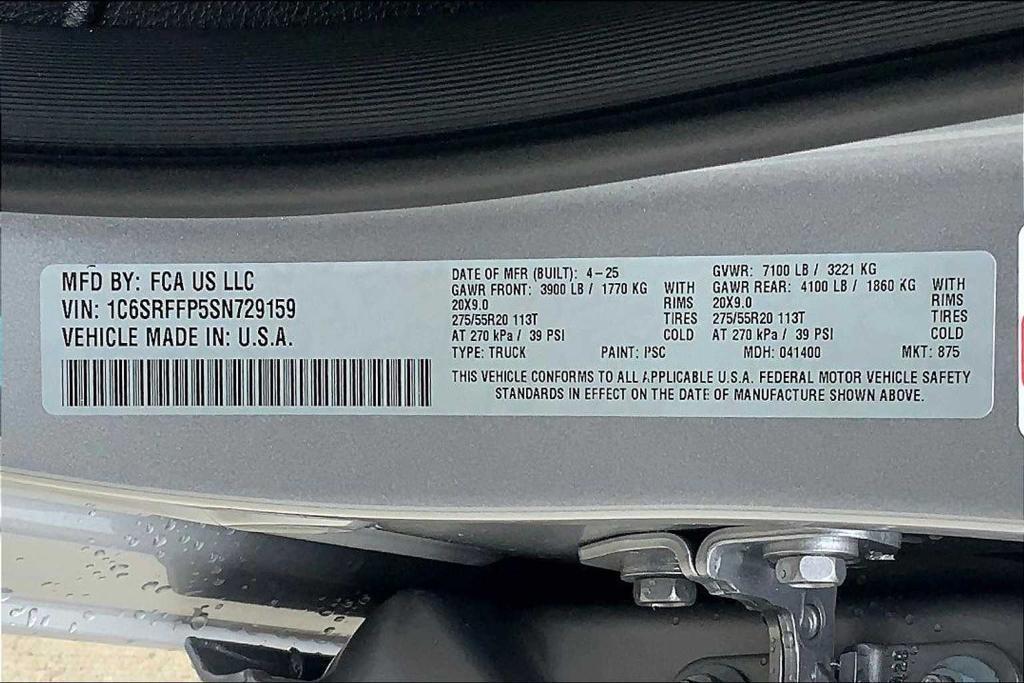 MFD BY: FCA US LLC
VIN: 1C6SRFFP5SN729159
VEHICLE MADE IN: U.S.A.
DATE OF MFR (BUILT): 4-25
GAWR FRONT: 3900 LB / 1770 KG WITH
20X9.0 RIMS
275/55R20 113T TIRES
AT 270 kPa / 39 PSI COLD
GVWR: 7100 LB / 3221 KG
GAWR REAR: 4100 LB / 1860 KG WITH
20X9.0 RIMS
275/55R20 113T TIRES
AT 270 kPa / 39 PSI COLD
TYPE: TRUCK PAINT: PSC MDH: 041400 MKT: 875
THIS VEHICLE CONFORMS TO ALL APPLICABLE U.S.A. FEDERAL MOTOR VEHICLE SAFETY
STANDARDS IN EFFECT ON THE DATE OF MANUFACTURE SHOWN ABOVE.